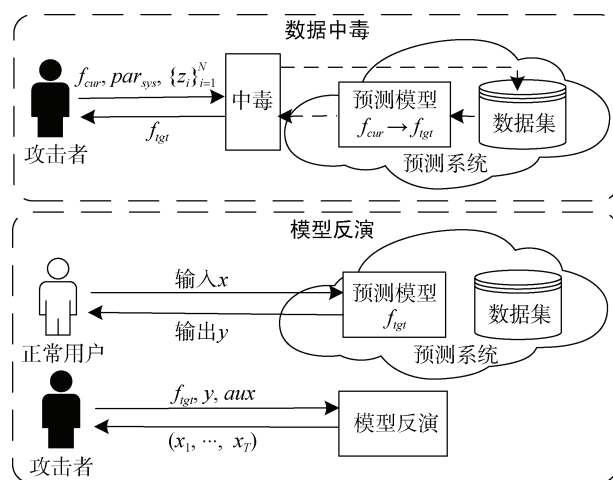 数据中毒
f_cur, par_sys, {z_i}_{i=1}^N
f_tgt
攻击者
中毒
预测模型
f_cur → f_tgt
数据集
预测系统
模型反演
正常用户
输入x
输出y
预测模型
f_tgt
数据集
预测系统
攻击者
f_tgt, y, aux
(x_1, ⋯, x_T)
模型反演